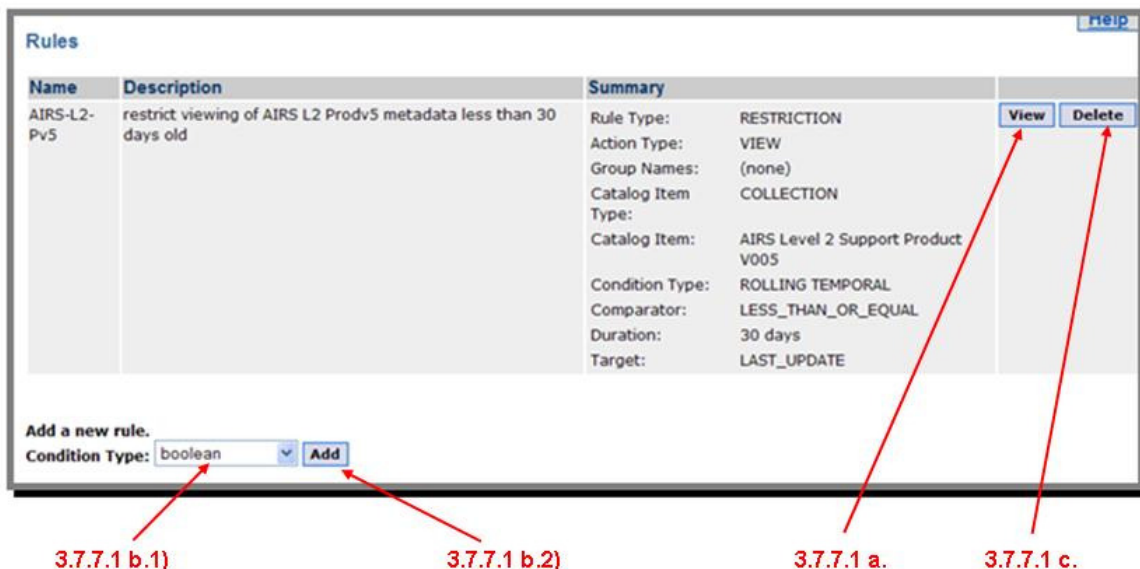 Help
Rules
Name Description Summary
AIRS-L2-Pv5 restrict viewing of AIRS L2 Prodv5 metadata less than 30 days old
Rule Type: RESTRICTION
View Delete
Action Type: VIEW
Group Names: (none)
Catalog Item Type: COLLECTION
Catalog Item: AIRS Level 2 Support Product V005
Condition Type: ROLLING TEMPORAL
Comparator: LESS_THAN_OR_EQUAL
Duration: 30 days
Target: LAST_UPDATE
Add a new rule.
Condition Type: boolean Add
3.7.7.1 b.1) 3.7.7.1 b.2) 3.7.7.1 a. 3.7.7.1 c.